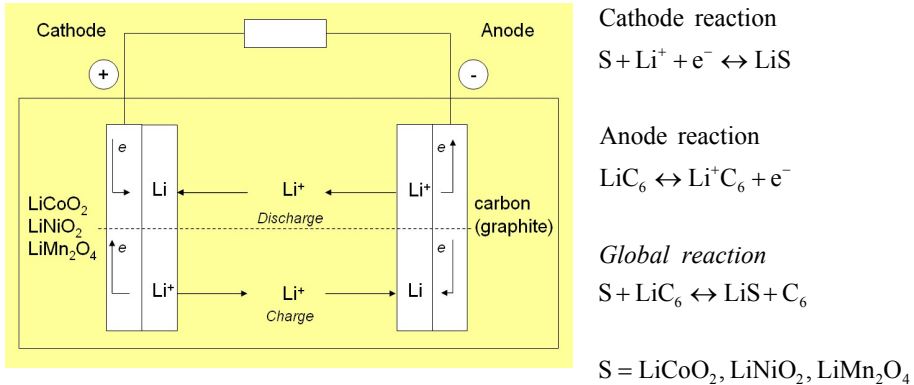 Cathode
Anode
+
-
e
e
Li
Li⁺
Li⁺
Discharge
LiCoO₂
LiNiO₂
LiMn₂O₄
carbon
(graphite)
e
e
Li⁺
Li⁺
Li
Charge
Cathode reaction
S + Li⁺ + e⁻ ↔ LiS
Anode reaction
LiC₆ ↔ Li⁺C₆ + e⁻
Global reaction
S + LiC₆ ↔ LiS + C₆
S = LiCoO₂, LiNiO₂, LiMn₂O₄